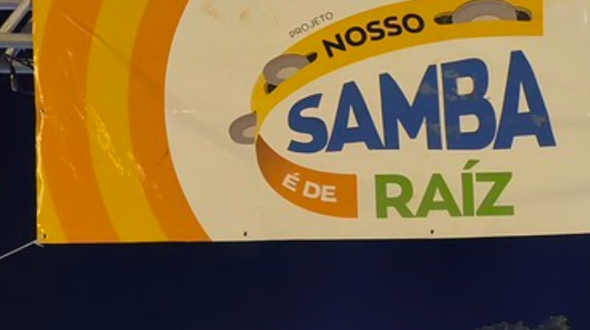 PROJETO
NOSSO
SAMBA
É DE
RAÍZ